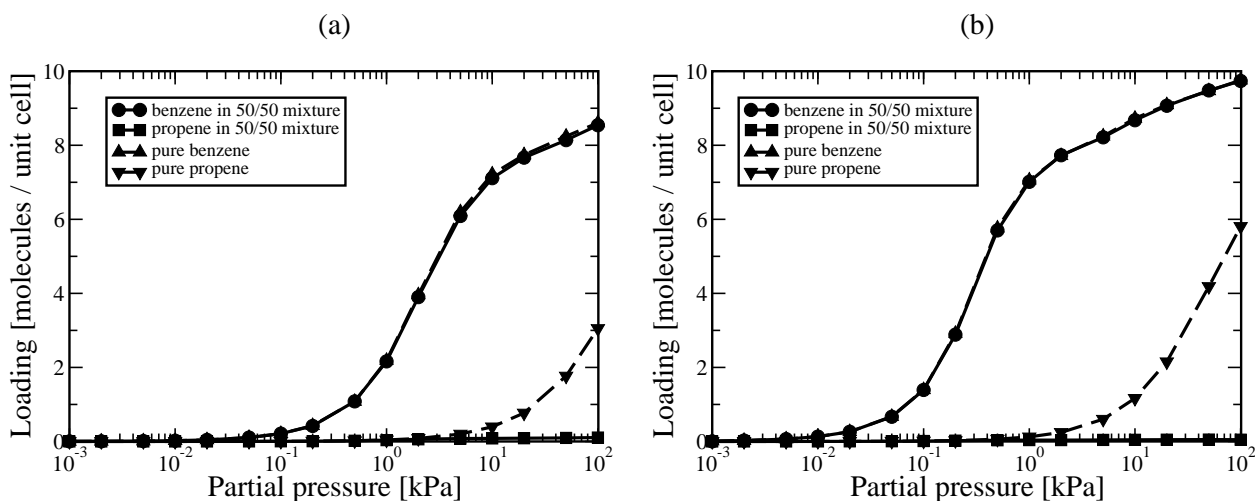 (a)
Loading [molecules / unit cell]
10
8
6
4
2
0
benzene in 50/50 mixture
propene in 50/50 mixture
pure benzene
pure propene
10^-3 10^-2 10^-1 10^0 10^1 10^2
Partial pressure [kPa]
(b)
Loading [molecules / unit cell]
10
8
6
4
2
0
benzene in 50/50 mixture
propene in 50/50 mixture
pure benzene
pure propene
10^-3 10^-2 10^-1 10^0 10^1 10^2
Partial pressure [kPa]